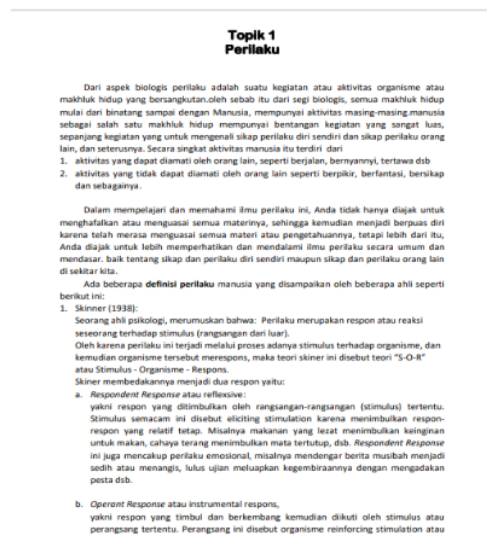 Topik 1
Perilaku
Dari aspek biologis perilaku adalah suatu kegiatan atau aktivitas organisme atau
makhluk hidup yang bersangkutan.oleh sebab itu dari segi biologis, semua makhluk hidup
mulai dari binatang sampai dengan Manusia, mempunyai aktivitas masing-masing.manusia
sebagai salah satu makhluk hidup mempunyai bentangan kegiatan yang sangat luas,
sepanjang kegiatan yang untuk mengenali sikap perilaku diri sendiri dan sikap perilaku orang
lain, dan seterusnya. Secara singkat aktivitas manusia itu terdiri dari
1. aktivitas yang dapat diamati oleh orang lain, seperti berjalan, bernyannyi, tertawa dsb
2. aktivitas yang tidak dapat diamati oleh orang lain seperti berpikir, berfantasi, bersikap
dan sebagainya.
Dalam mempelajari dan memahami ilmu perilaku ini, Anda tidak hanya diajak untuk
menghafalkan atau menguasai semua materinya, sehingga kemudian menjadi berpuas diri
karena telah merasa menguasai semua materi atau pengetahuannya, tetapi lebih dari itu,
Anda diajak untuk lebih memperhatikan dan mendalami ilmu perilaku secara umum dan
mendasar. baik tentang sikap dan perilaku diri sendiri maupun sikap dan perilaku orang lain
di sekitar kita.
Ada beberapa definisi perilaku manusia yang disampaikan oleh beberapa ahli seperti
berikut ini:
1. Skinner (1938):
Seorang ahli psikologi, merumuskan bahwa: Perilaku merupakan respon atau reaksi
seseorang terhadap stimulus (rangsangan dari luar).
Oleh karena perilaku ini terjadi melalui proses adanya stimulus terhadap organisme, dan
kemudian organisme tersebut merespons, maka teori skiner ini disebut teori "S-O-R"
atau Stimulus - Organisme - Respons.
Skiner membedakannya menjadi dua respon yaitu:
a. Respondent Response atau reflexsive:
yakni respon yang ditimbulkan oleh rangsangan-rangsangan (stimulus) tertentu.
Stimulus semacam ini disebut eliciting stimulation karena menimbulkan respon-
respon yang relatif tetap. Misalnya makanan yang lezat menimbulkan keinginan
untuk makan, cahaya terang menimbulkan mata tertutup, dsb. Respondent Response
ini juga mencakup perilaku emosional, misalnya mendengar berita musibah menjadi
sedih atau menangis, lulus ujian meluapkan kegembiraannya dengan mengadakan
pesta dsb.
b. Operant Response atau instrumental respons,
yakni respon yang timbul dan berkembang kemudian diikuti oleh stimulus atau
perangsang tertentu. Perangsang ini disebut organisme reinforcing stimulation atau